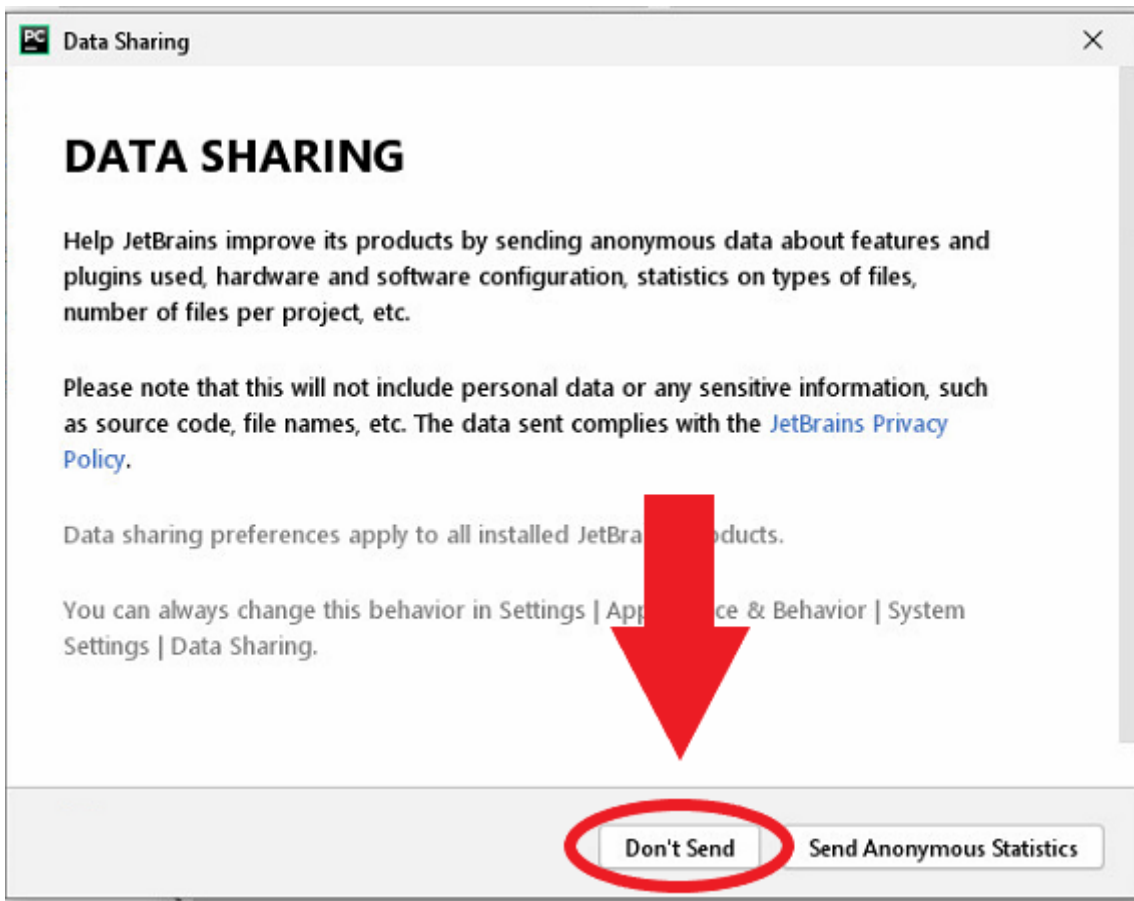 PC Data Sharing
DATA SHARING
Help JetBrains improve its products by sending anonymous data about features and
plugins used, hardware and software configuration, statistics on types of files,
number of files per project, etc.
Please note that this will not include personal data or any sensitive information, such
as source code, file names, etc. The data sent complies with the JetBrains Privacy
Policy.
Data sharing preferences apply to all installed JetBra oducts.
You can always change this behavior in Settings | App ce & Behavior | System
Settings | Data Sharing.
Don't Send Send Anonymous Statistics